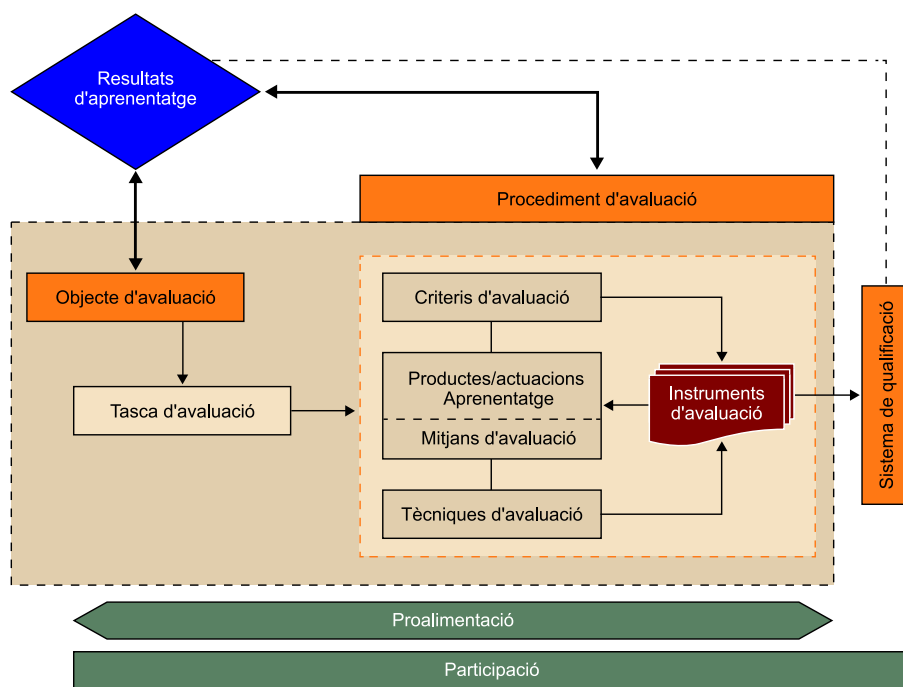 Resultats
d'aprenentatge
Procediment d'avaluació
Objecte d'avaluació
Criteris d'avaluació
Productes/actuacions
Aprenentatge
Instruments
d'avaluació
Tasca d'avaluació
Mitjans d'avaluació
Tècniques d'avaluació
Sistema de qualificació
Proalimentació
Participació